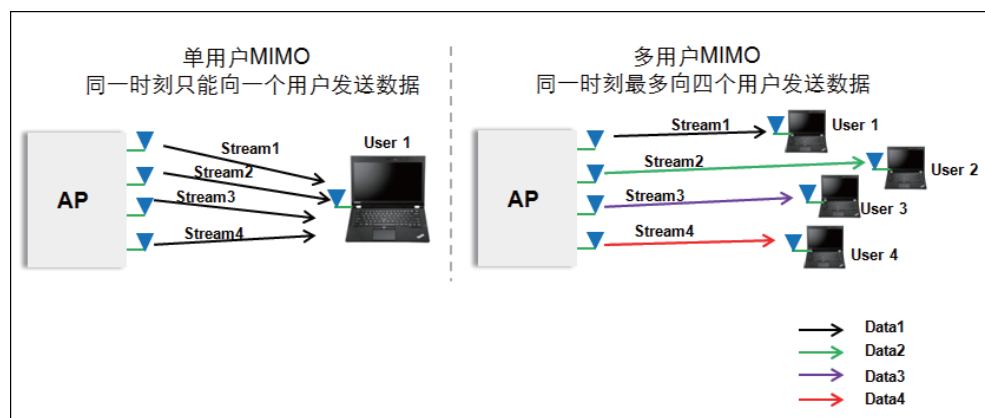 单用户MIMO
同一时刻只能向一个用户发送数据
AP
Stream1
Stream2
Stream3
Stream4
User 1
多用户MIMO
同一时刻最多向四个用户发送数据
AP
Stream1
User 1
Stream2
User 2
Stream3
User 3
Stream4
User 4
Data1
Data2
Data3
Data4